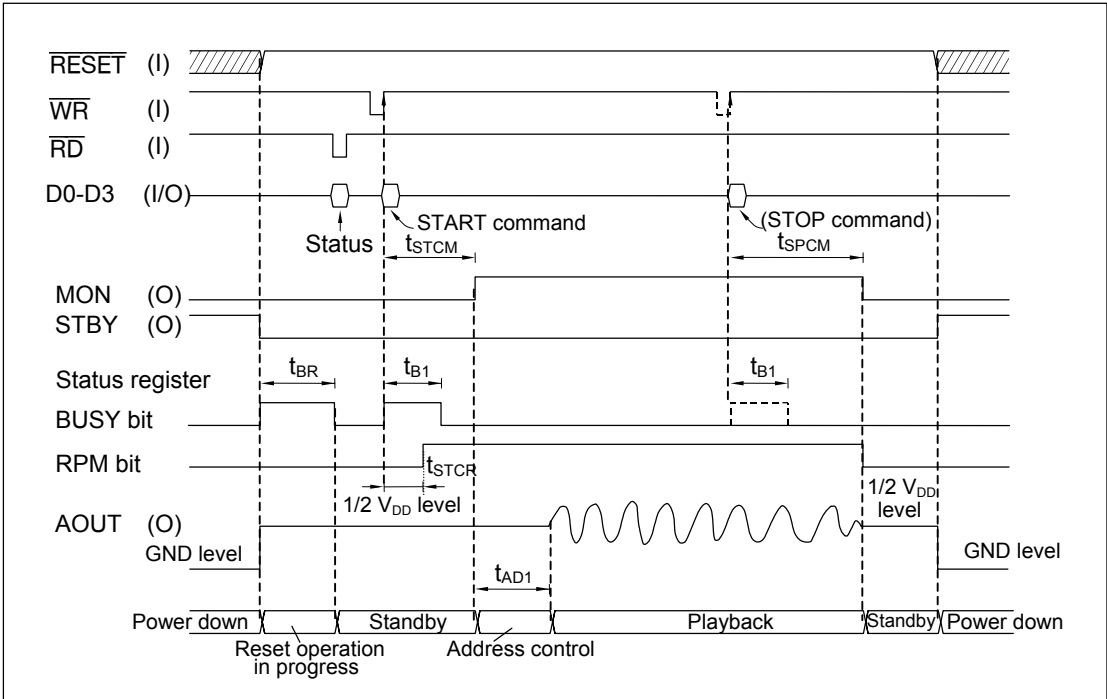 RESET (I)
WR (I)
RD (I)
D0-D3 (I/O)
START command
(STOP command)
Status
tSTCM
tSPCM
MON (O)
STBY (O)
Status register
tBR
tB1
tB1
BUSY bit
RPM bit
tSTCR
1/2 VDD level
1/2 VDD
level
AOUT (O)
GND level
GND level
tAD1
Power down
Standby
Playback
Standby
Power down
Reset operation
in progress
Address control